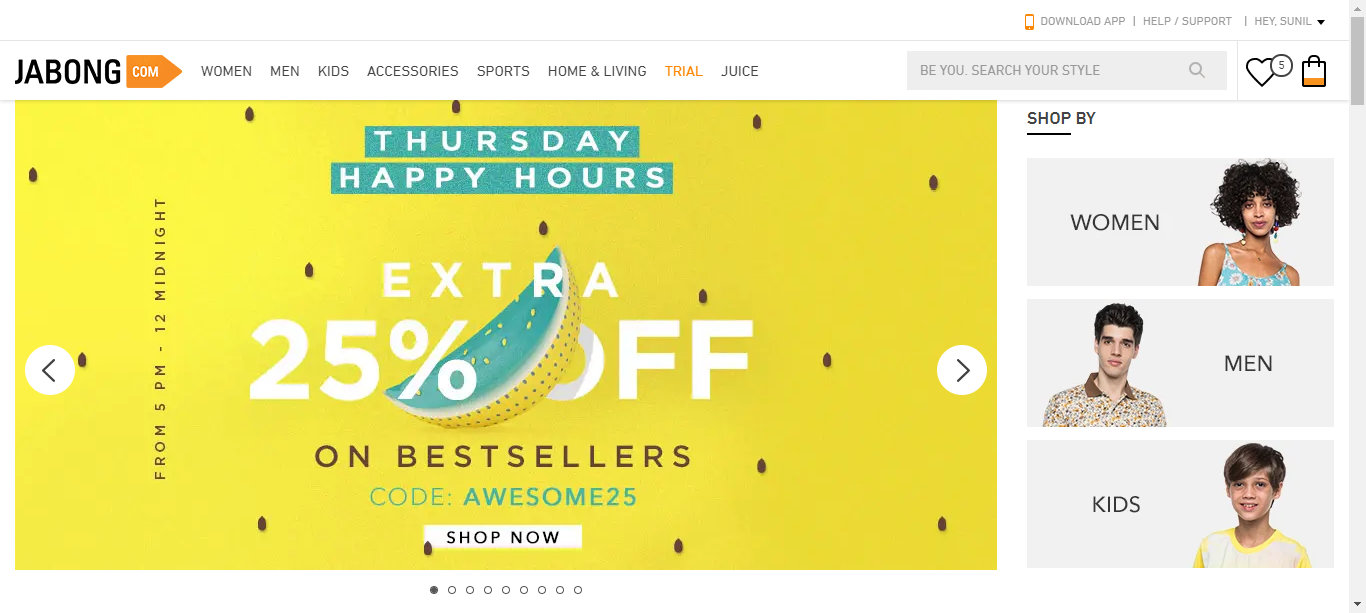 DOWNLOAD APP | HELP / SUPPORT | HEY, SUNIL
JABONG COM WOMEN MEN KIDS ACCESSORIES SPORTS HOME & LIVING TRIAL JUICE BE YOU. SEARCH YOUR STYLE 5
THURSDAY
HAPPY HOURS
FROM 5 PM - 12 MIDNIGHT
EXTRA
25% OFF
ON BESTSELLERS
CODE: AWESOME25
SHOP NOW
SHOP BY
WOMEN
MEN
KIDS